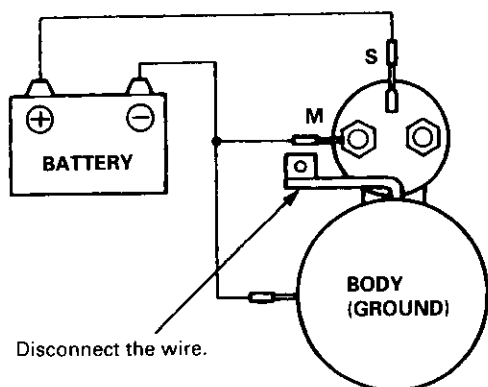 S
M
+ −
BATTERY
BODY
(GROUND)
Disconnect the wire.